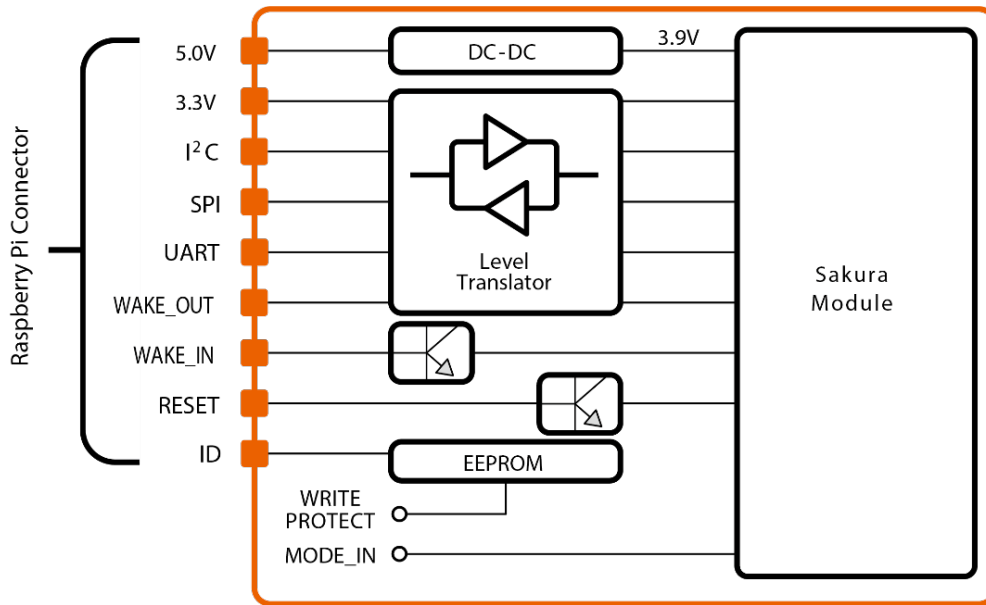 Raspberry Pi Connector
5.0V
3.3V
I²C
SPI
UART
WAKE_OUT
WAKE_IN
RESET
ID
DC-DC
3.9V
Level
Translator
EEPROM
WRITE
PROTECT
MODE_IN
Sakura
Module